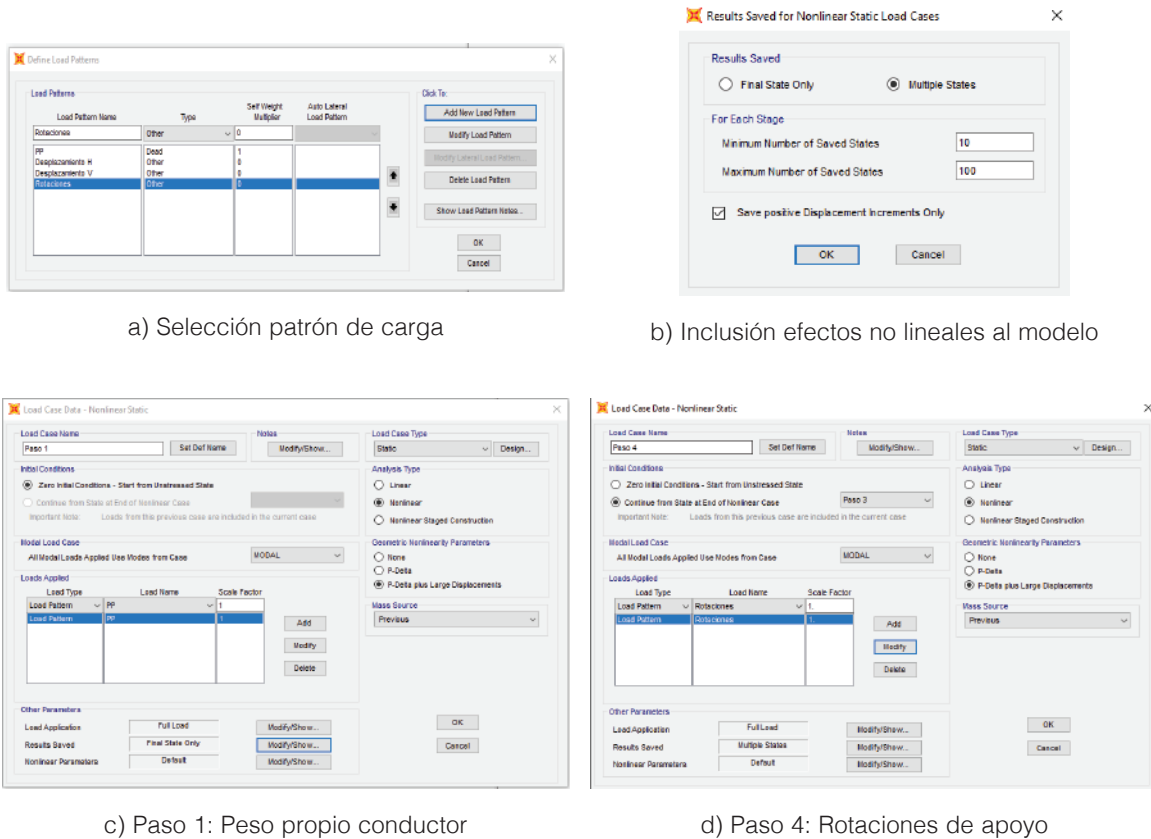 Define Load Patterns
Load Patterns
Click To:
Load Pattern Name
Type
Self Weight Multiplier
Auto Lateral Load Pattern
Rotaciones
Other
0
PP Dead 1
Desplazamiento H Other 0
Desplazamiento V Other 0
Rotaciones Other 0
Add New Load Pattern
Modify Load Pattern
Modify Lateral Load Pattern...
Delete Load Pattern
Show Load Pattern Notes...
OK
Cancel
a) Selección patrón de carga
Results Saved for Nonlinear Static Load Cases
Results Saved
Final State Only
Multiple States
For Each Stage
Minimum Number of Saved States 10
Maximum Number of Saved States 100
Save positive Displacement Increments Only
OK
Cancel
b) Inclusión efectos no lineales al modelo
Load Case Data - Nonlinear Static
Load Case Name
Paso 1
Set Def Name
Notes
Modify/Show...
Load Case Type
Static
Design...
Initial Conditions
Zero Initial Conditions - Start from Unstressed State
Continue from State at End of Nonlinear Case
Important Note: Loads from this previous case are included in the current case
Analysis Type
Linear
Nonlinear
Nonlinear Staged Construction
Modal Load Case
All Modal Loads Applied Use Modes from Case MODAL
Geometric Nonlinearity Parameters
None
P-Delta
P-Delta plus Large Displacements
Loads Applied
Load Type Load Name Scale Factor
Load Pattern PP 1
Load Pattern PP 1
Add
Modify
Delete
Mass Source
Previous
Other Parameters
Load Application Full Load Modify/Show...
Results Saved Final State Only Modify/Show...
Nonlinear Parameters Default Modify/Show...
OK
Cancel
c) Paso 1: Peso propio conductor
Load Case Data - Nonlinear Static
Load Case Name
Paso 4
Set Def Name
Notes
Modify/Show...
Load Case Type
Static
Design...
Initial Conditions
Zero Initial Conditions - Start from Unstressed State
Continue from State at End of Nonlinear Case Paso 3
Important Note: Loads from this previous case are included in the current case
Analysis Type
Linear
Nonlinear
Nonlinear Staged Construction
Modal Load Case
All Modal Loads Applied Use Modes from Case MODAL
Geometric Nonlinearity Parameters
None
P-Delta
P-Delta plus Large Displacements
Loads Applied
Load Type Load Name Scale Factor
Load Pattern Rotaciones 1.
Load Pattern Rotaciones 1.
Add
Modify
Delete
Mass Source
Previous
Other Parameters
Load Application Full Load Modify/Show...
Results Saved Multiple States Modify/Show...
Nonlinear Parameters Default Modify/Show...
OK
Cancel
d) Paso 4: Rotaciones de apoyo